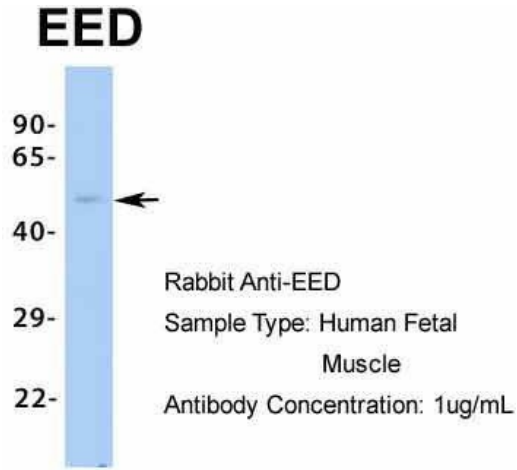 EED
90-
65-
40-
29-
22-
Rabbit Anti-EED
Sample Type: Human Fetal
Muscle
Antibody Concentration: 1ug/mL